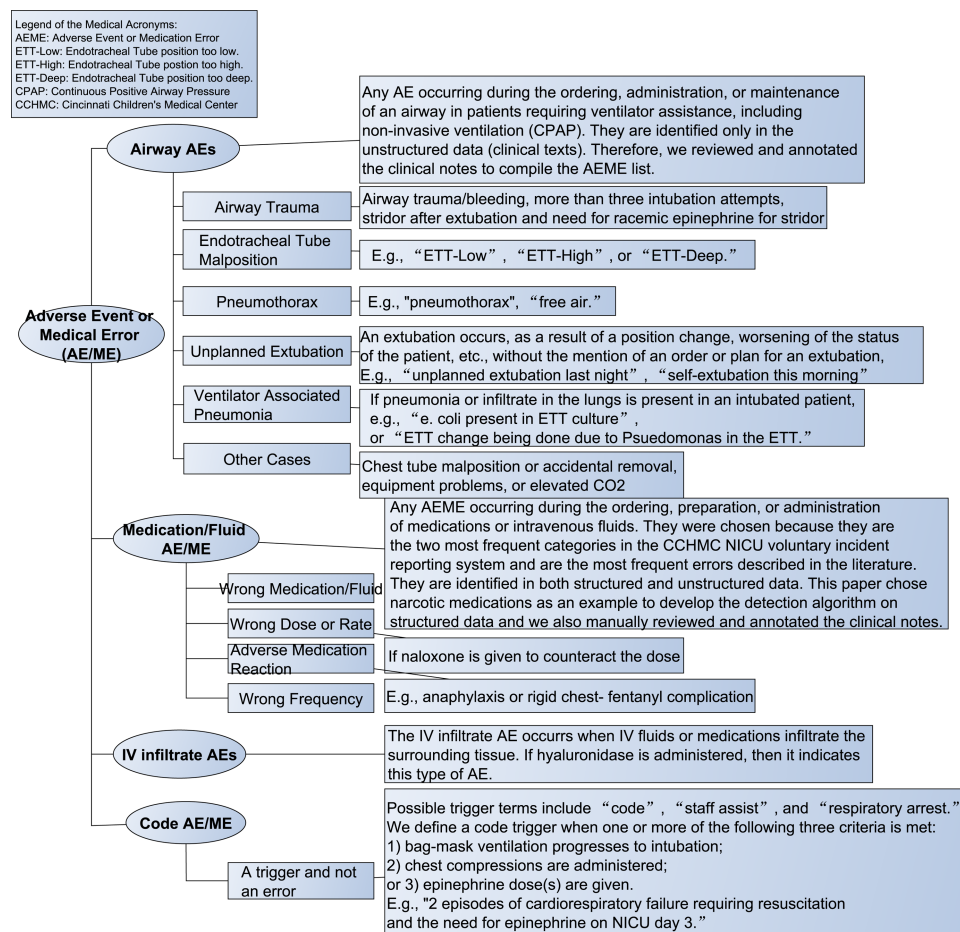 Legend of the Medical Acronyms:
AEME: Adverse Event or Medication Error
ETT-Low: Endotracheal Tube position too low.
ETT-High: Endotracheal Tube position too high.
ETT-Deep: Endotracheal Tube position too deep.
CPAP: Continuous Positive Airway Pressure
CCHMC: Cincinnati Children's Medical Center
Adverse Event or
Medical Error
(AE/ME)
Airway AEs
Any AE occurring during the ordering, administration, or maintenance
of an airway in patients requiring ventilator assistance, including
non-invasive ventilation (CPAP). They are identified only in the
unstructured data (clinical texts). Therefore, we reviewed and annotated
the clinical notes to compile the AEME list.
Airway Trauma
Airway trauma/bleeding, more than three intubation attempts,
stridor after extubation and need for racemic epinephrine for stridor
Endotracheal Tube
Malposition
E.g., “ETT-Low”, “ETT-High”, or “ETT-Deep.”
Pneumothorax
E.g., "pneumothorax", “free air.”
Unplanned Extubation
An extubation occurs, as a result of a position change, worsening of the status
of the patient, etc., without the mention of an order or plan for an extubation,
E.g., “unplanned extubation last night”, “self-extubation this morning”
Ventilator Associated
Pneumonia
If pneumonia or infiltrate in the lungs is present in an intubated patient,
e.g., “e. coli present in ETT culture”,
or “ETT change being done due to Psuedomonas in the ETT.”
Other Cases
Chest tube malposition or accidental removal,
equipment problems, or elevated CO2
Medication/Fluid
AE/ME
Any AEME occurring during the ordering, preparation, or administration
of medications or intravenous fluids. They were chosen because they are
the two most frequent categories in the CCHMC NICU voluntary incident
reporting system and are the most frequent errors described in the literature.
They are identified in both structured and unstructured data. This paper chose
narcotic medications as an example to develop the detection algorithm on
structured data and we also manually reviewed and annotated the clinical notes.
Wrong Medication/Fluid
Wrong Dose or Rate
If naloxone is given to counteract the dose
Adverse Medication
Reaction
E.g., anaphylaxis or rigid chest- fentanyl complication
Wrong Frequency
IV infiltrate AEs
The IV infiltrate AE occurrs when IV fluids or medications infiltrate the
surrounding tissue. If hyaluronidase is administered, then it indicates
this type of AE.
Code AE/ME
A trigger and not
an error
Possible trigger terms include “code”, “staff assist”, and “respiratory arrest.”
We define a code trigger when one or more of the following three criteria is met:
1) bag-mask ventilation progresses to intubation;
2) chest compressions are administered;
or 3) epinephrine dose(s) are given.
E.g., "2 episodes of cardiorespiratory failure requiring resuscitation
and the need for epinephrine on NICU day 3.”